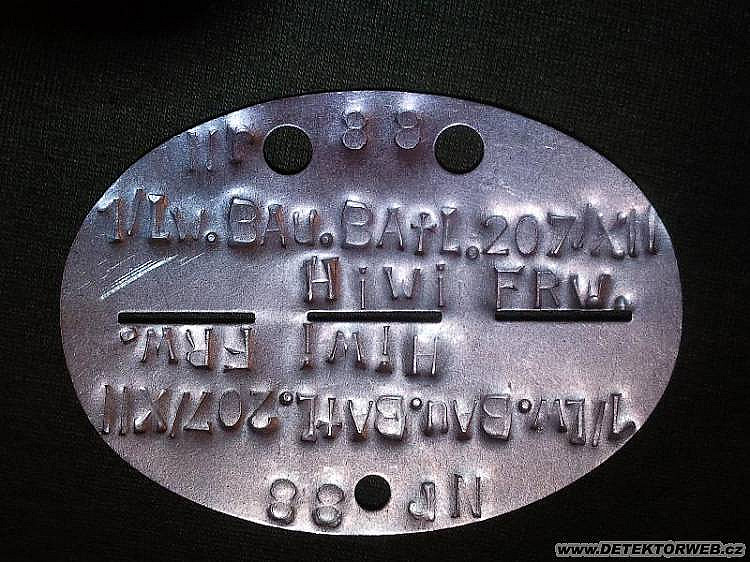 Nr 88
1/Lw.BAu.BAtL.207/XII
Hiwi FRW.
Hiwi FRW.
1/Lw.BAu.BAtL.207/XII
Nr 88
www.DETEKTORWEB.cz